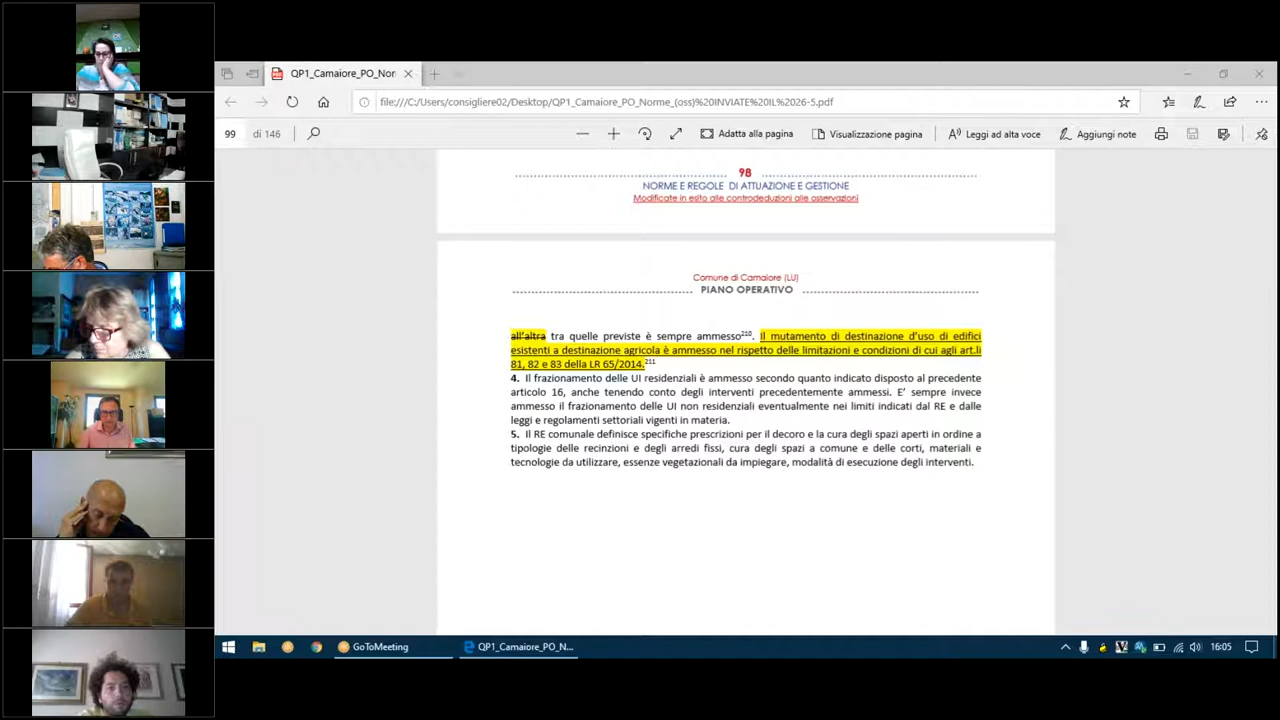 QP1_Camaiore_PO_Nor
file:///C:/Users/consigliere02/Desktop/QP1_Camaiore_PO_Norme_(oss)%20INVIATE%20IL%2026-5.pdf
99 di 146
Adatta alla pagina
Visualizzazione pagina
Leggi ad alta voce
Aggiungi note
98
NORME E REGOLE DI ATTUAZIONE E GESTIONE
Modificate in esito alle controdeduzioni alle osservazioni
Comune di Camaiore (LU)
PIANO OPERATIVO
all'altra tra quelle previste è sempre ammesso210. Il mutamento di destinazione d'uso di edifici
esistenti a destinazione agricola è ammesso nel rispetto delle limitazioni e condizioni di cui agli art.li
81, 82 e 83 della LR 65/2014.211
4. Il frazionamento delle UI residenziali è ammesso secondo quanto indicato disposto al precedente
articolo 16, anche tenendo conto degli interventi precedentemente ammessi. E' sempre invece
ammesso il frazionamento delle UI non residenziali eventualmente nei limiti indicati dal RE e dalle
leggi e regolamenti settoriali vigenti in materia.
5. Il RE comunale definisce specifiche prescrizioni per il decoro e la cura degli spazi aperti in ordine a
tipologie delle recinzioni e degli arredi fissi, cura degli spazi a comune e delle corti, materiali e
tecnologie da utilizzare, essenze vegetazionali da impiegare, modalità di esecuzione degli interventi.
GoToMeeting
QP1_Camaiore_PO_N...
16:05